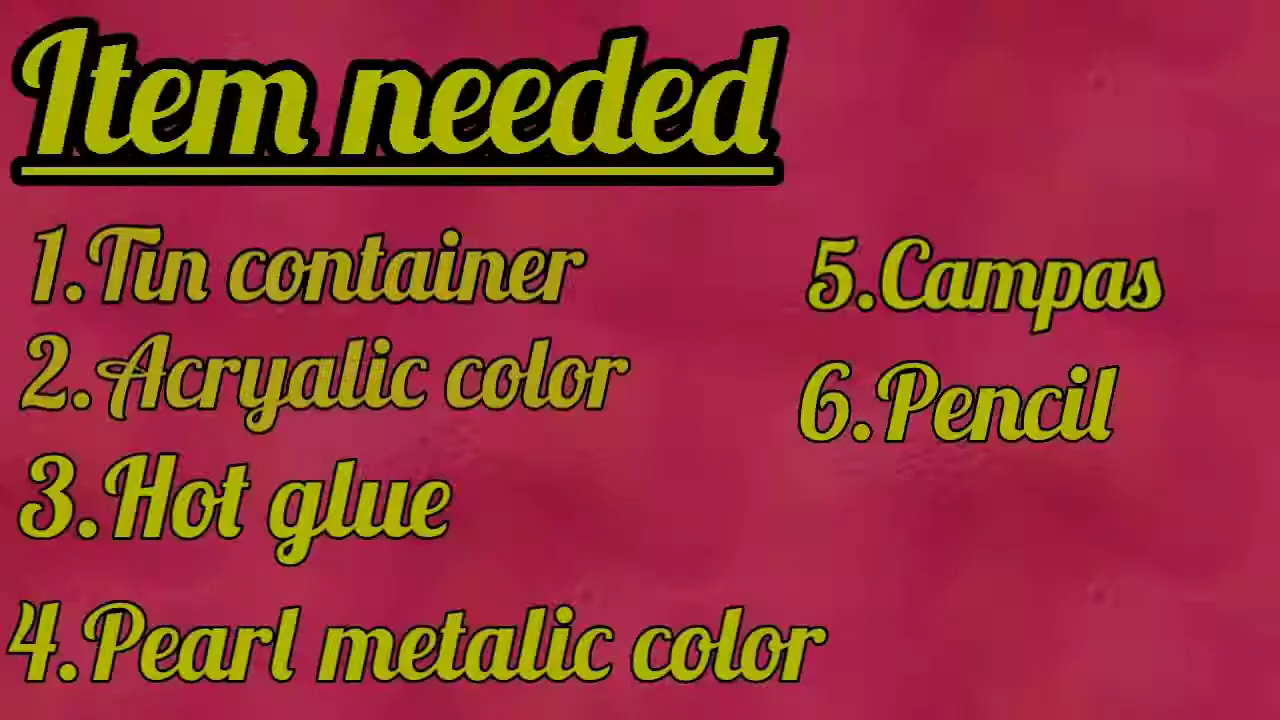 Item needed
1.Tin container
2.Acryalic color
3.Hot glue
4.Pearl metalic color
5.Campas
6.Pencil